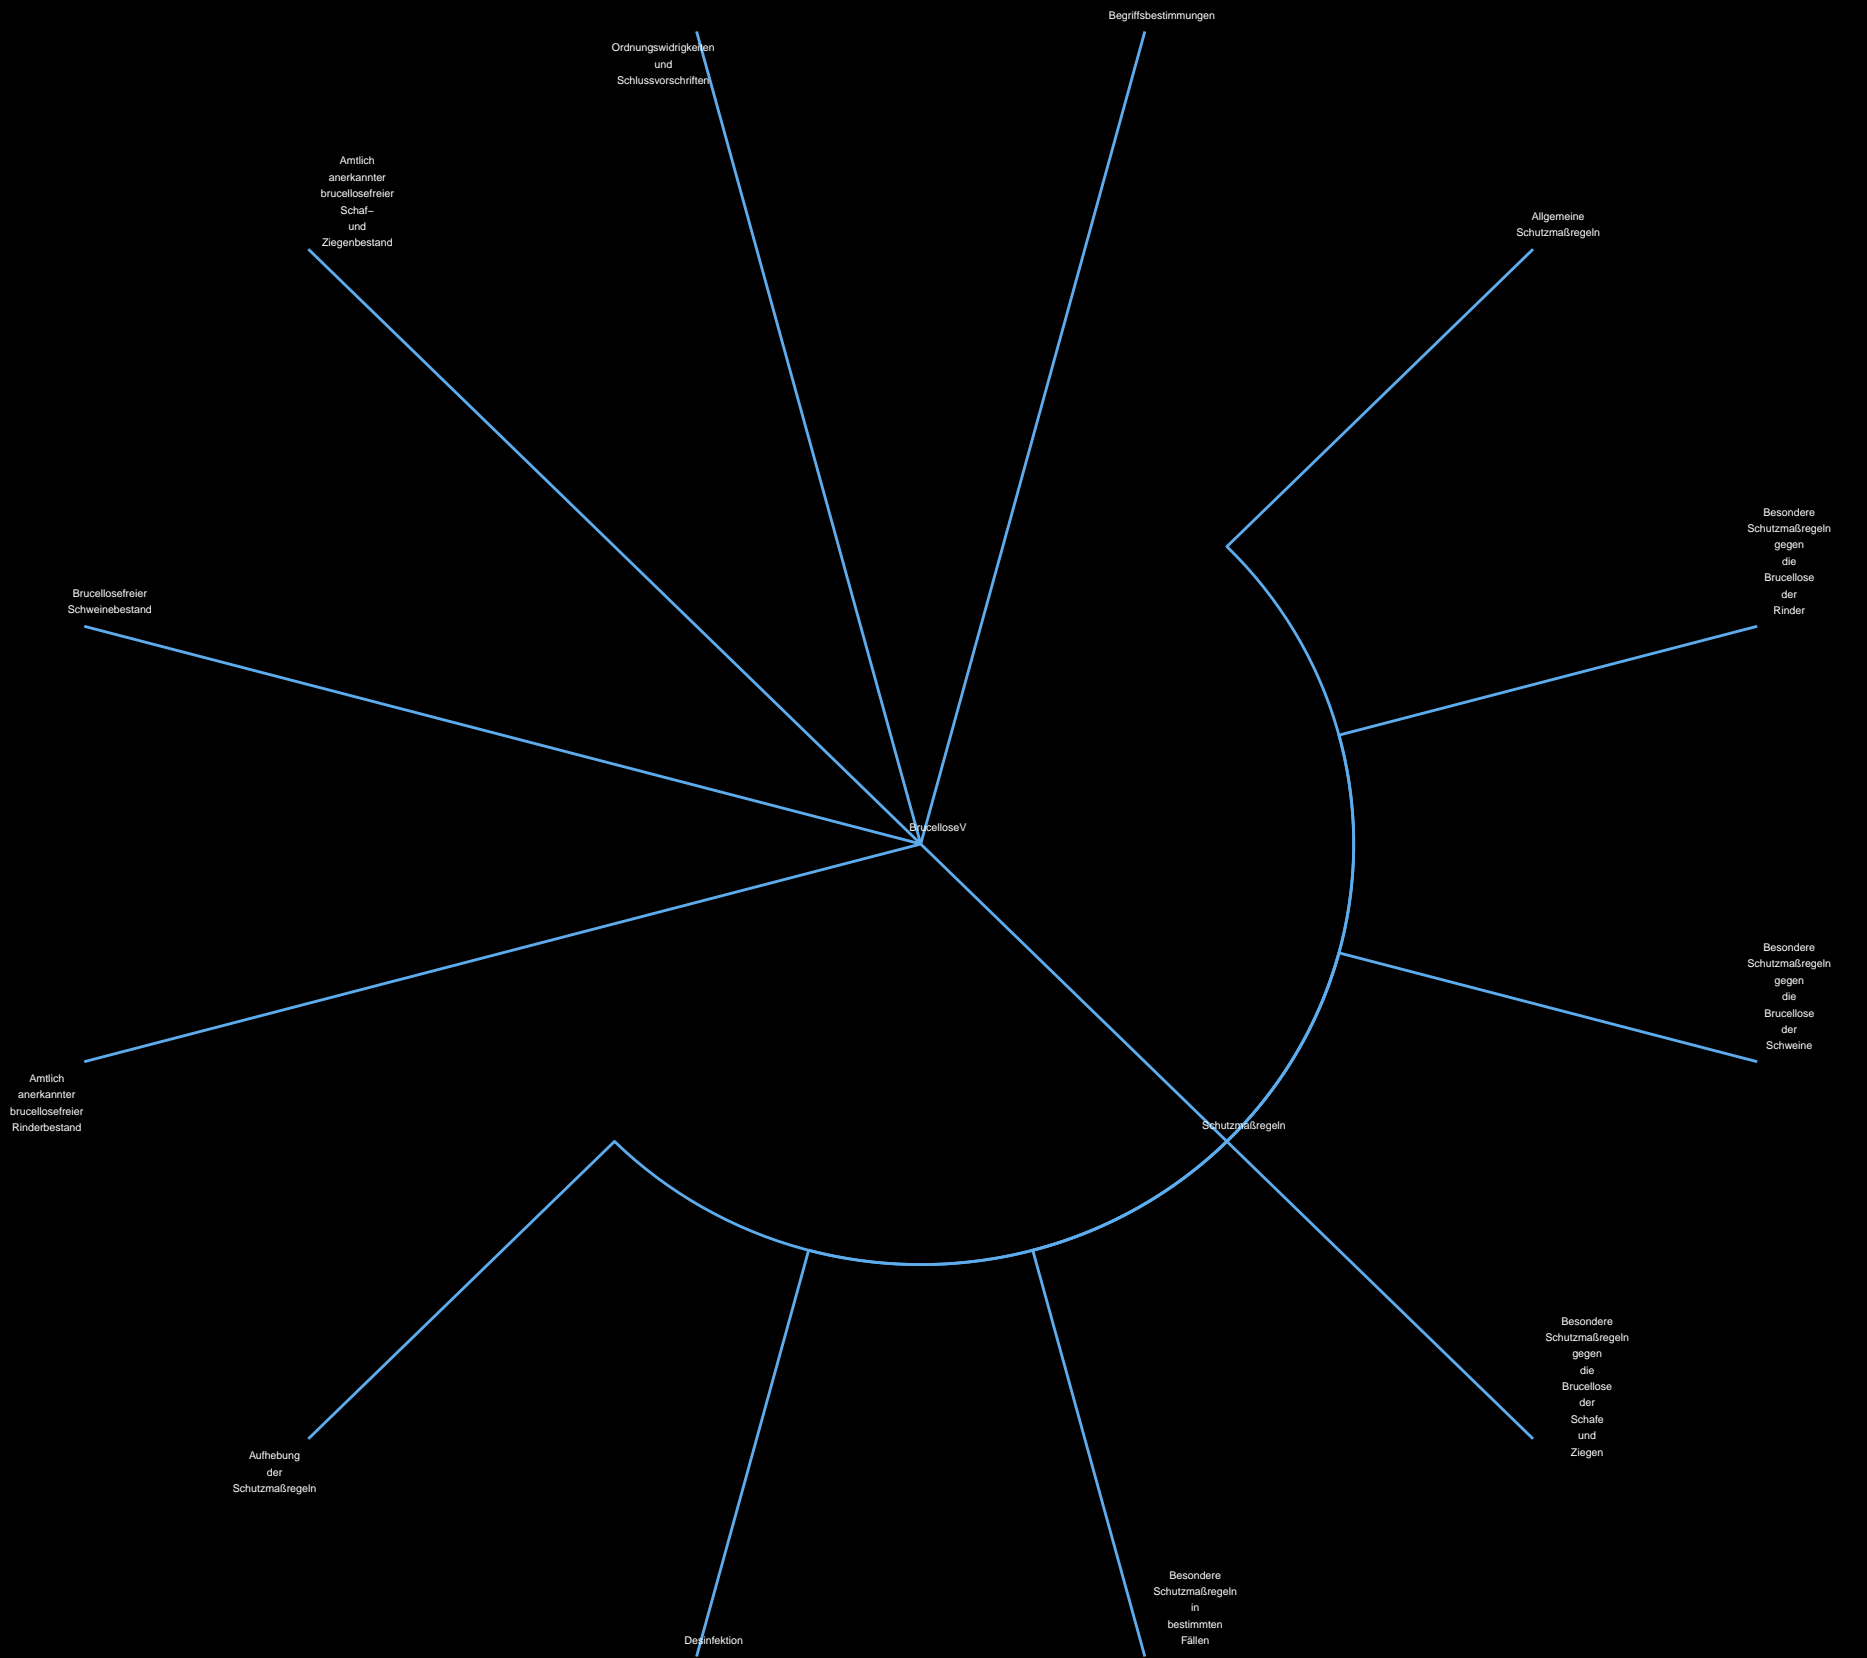 Begriffsbestimmungen
Ordnungswidrigkeiten
und
Schlussvorschriften
Amtlich
anerkannter
brucellosefreier
Schaf–
und
Ziegenbestand
Allgemeine
Schutzmaßregeln
Besondere
Schutzmaßregeln
gegen
die
Brucellose
der
Rinder
Brucellosefreier
Schweinebestand
BrucelloseV
Besondere
Schutzmaßregeln
gegen
die
Brucellose
der
Schweine
Amtlich
anerkannter
brucellosefreier
Rinderbestand
Schutzmaßregeln
Besondere
Schutzmaßregeln
gegen
die
Brucellose
der
Schafe
und
Ziegen
Aufhebung
der
Schutzmaßregeln
Besondere
Schutzmaßregeln
in
bestimmten
Fällen
Desinfektion